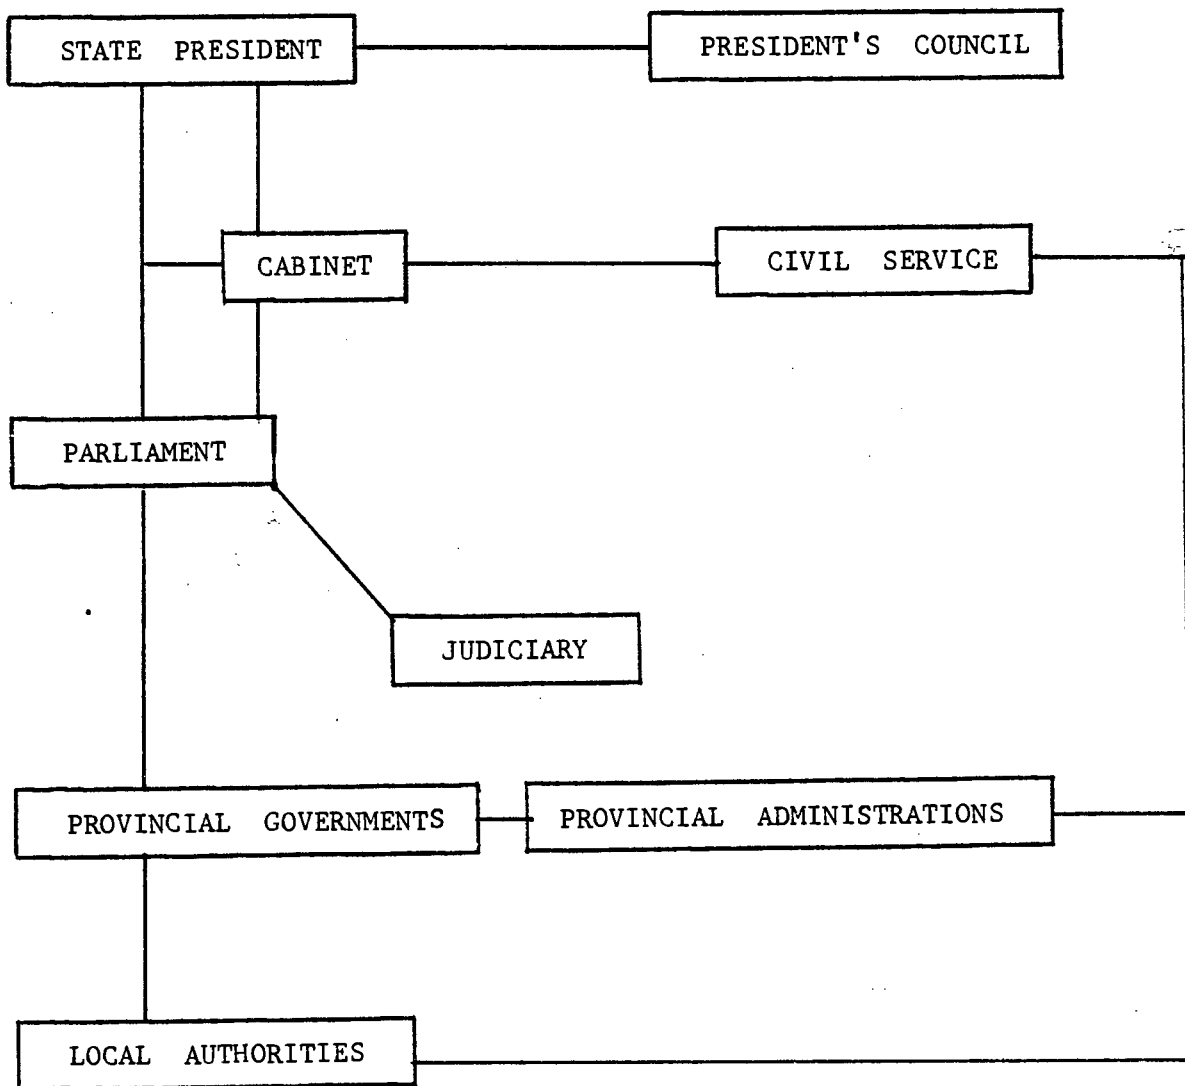 STATE PRESIDENT
PRESIDENT'S COUNCIL
CABINET
CIVIL SERVICE
PARLIAMENT
JUDICIARY
PROVINCIAL GOVERNMENTS
PROVINCIAL ADMINISTRATIONS
LOCAL AUTHORITIES